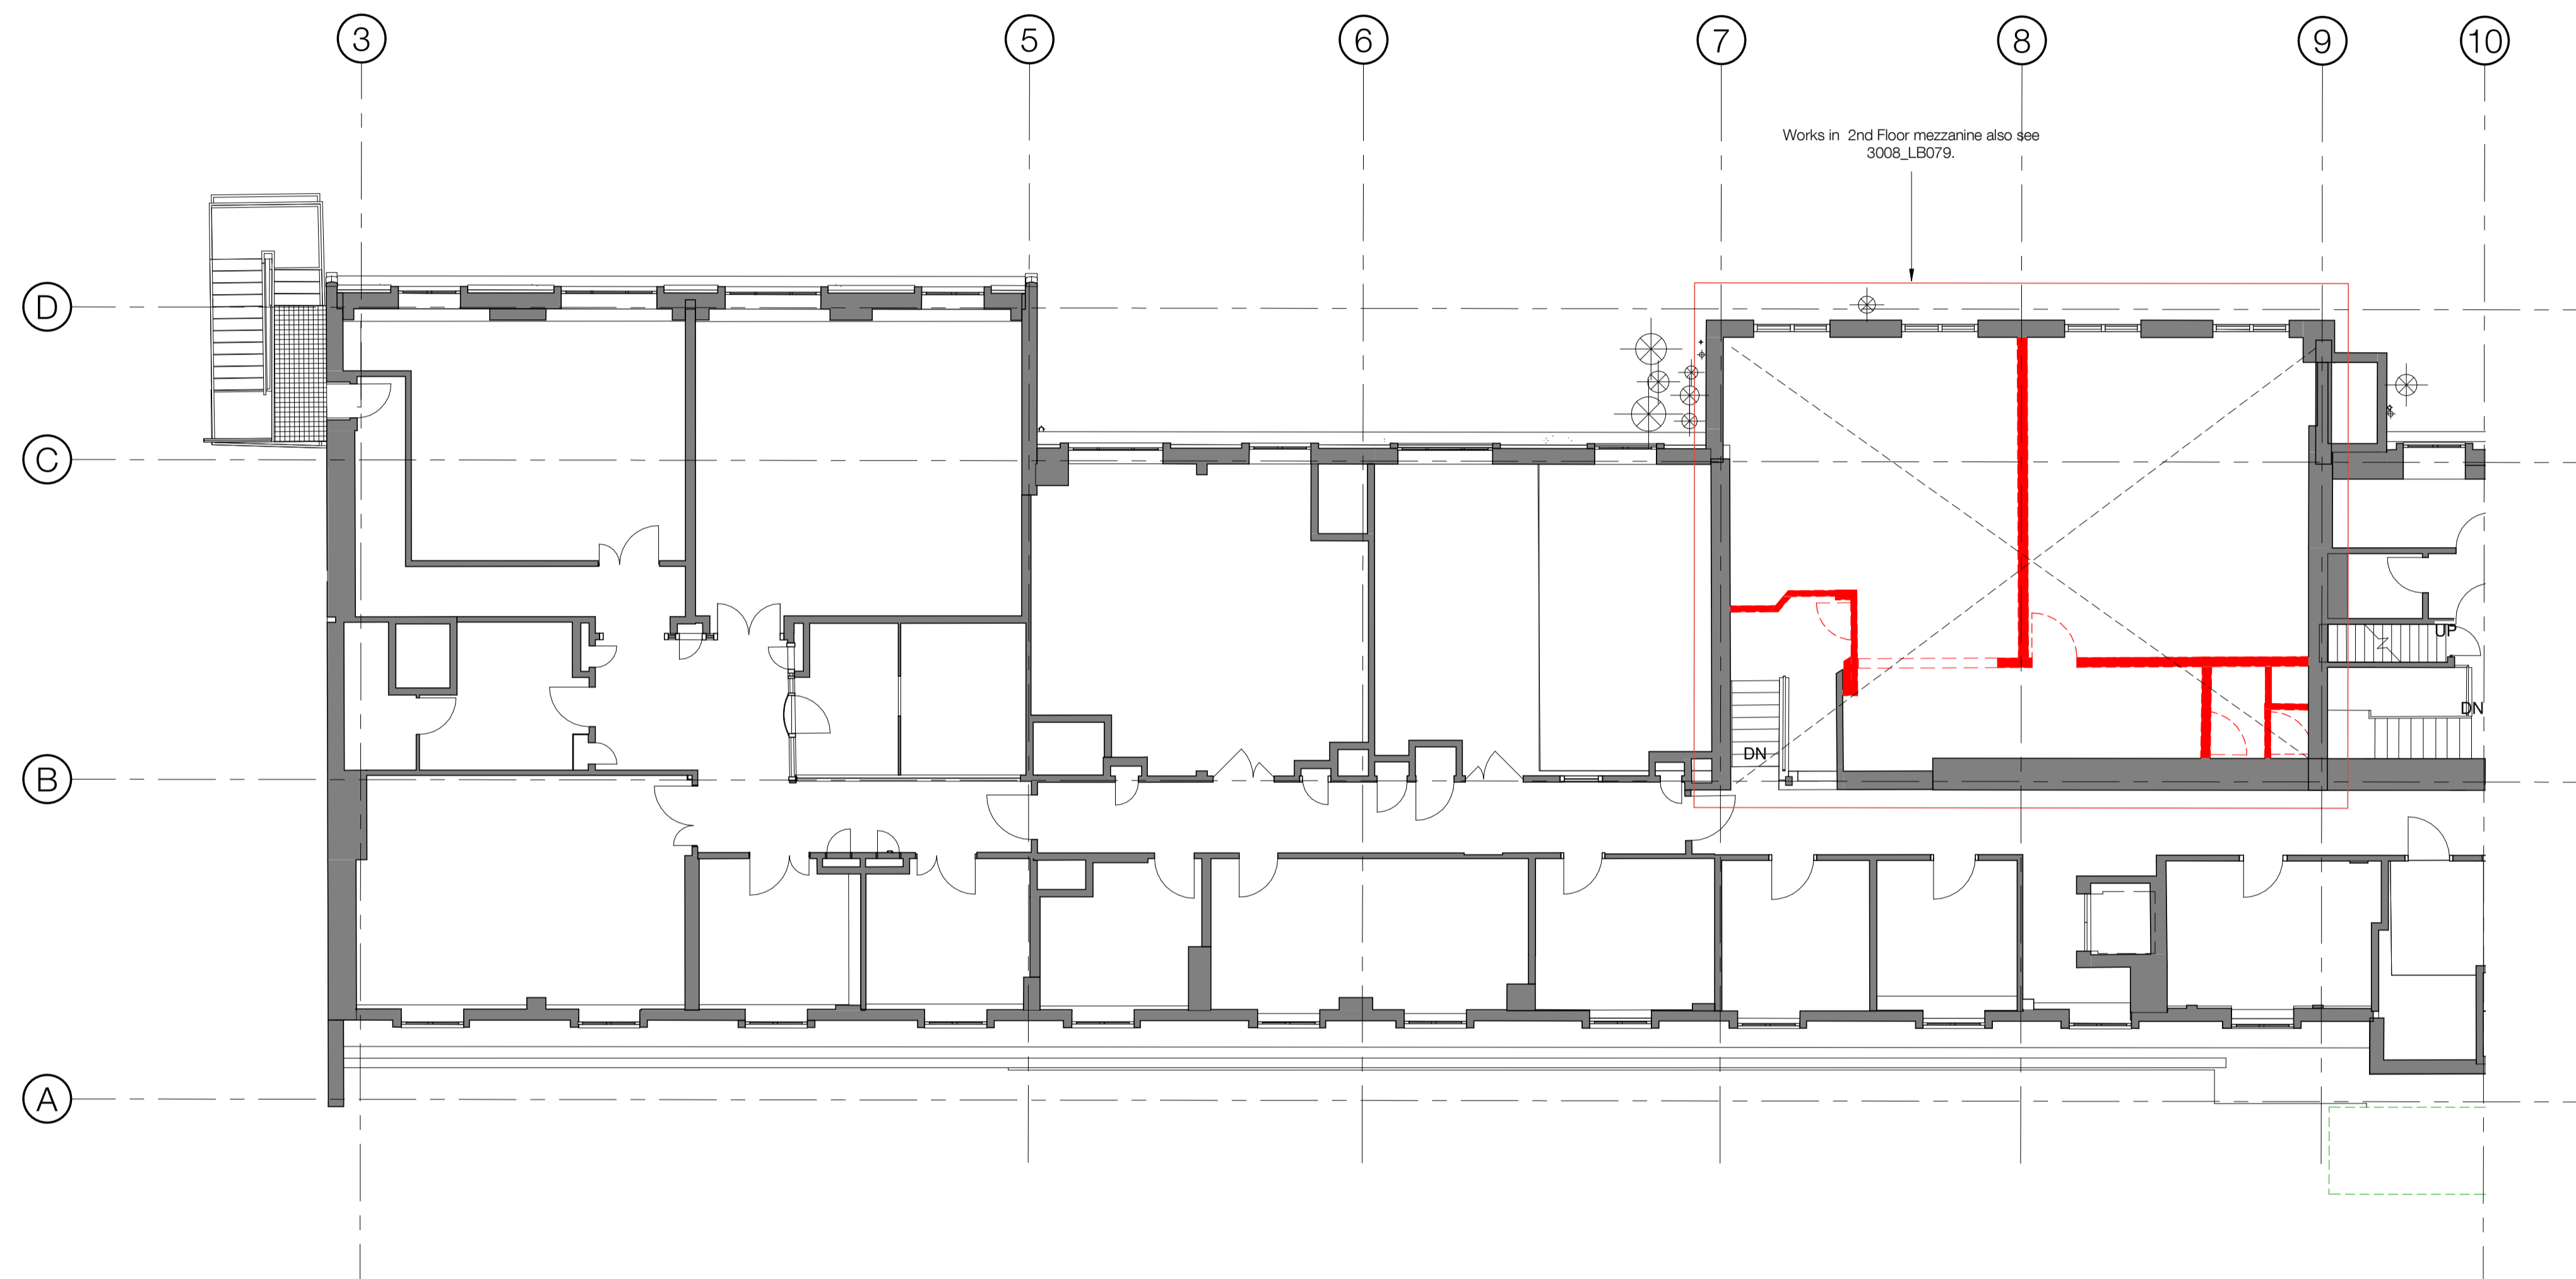 3 5 6 7 8 9 10
Works in 2nd Floor mezzanine also see
3008_LB079.
D
C
UP
DN
DN
B
A